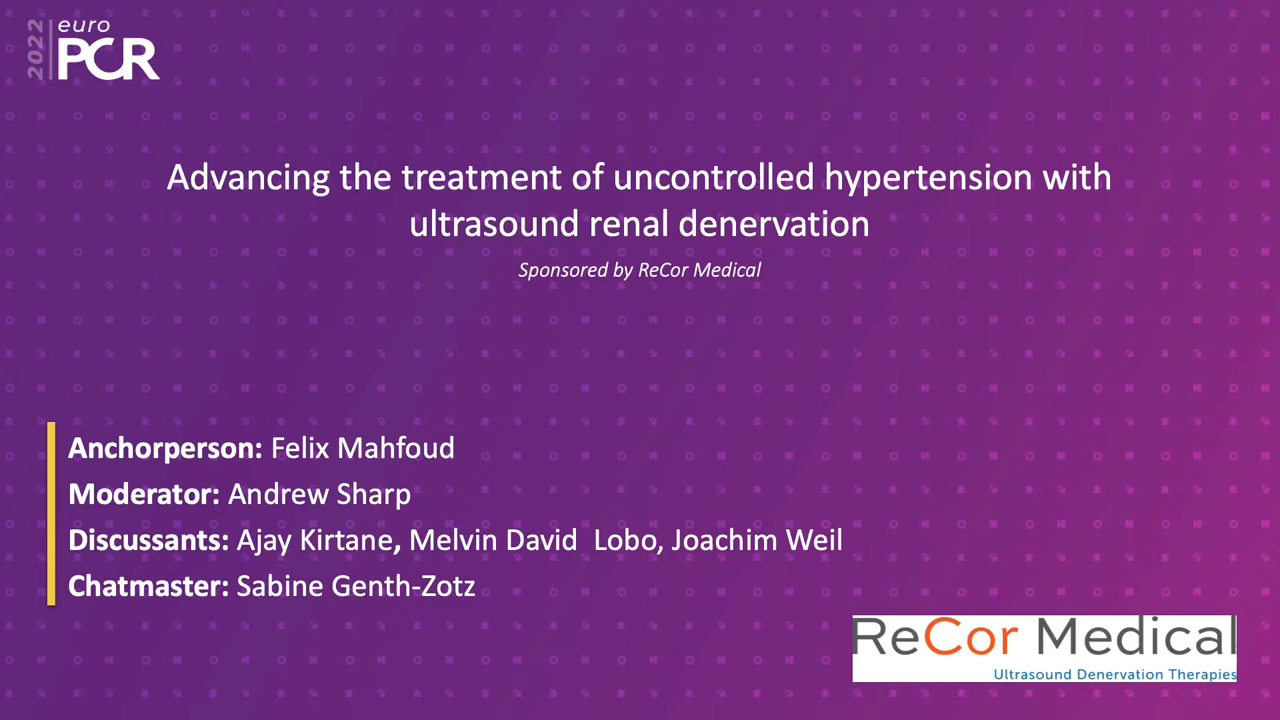 2022
euro
PCR
Advancing the treatment of uncontrolled hypertension with
ultrasound renal denervation
Sponsored by ReCor Medical
Anchorperson: Felix Mahfoud
Moderator: Andrew Sharp
Discussants: Ajay Kirtane, Melvin David  Lobo, Joachim Weil
Chatmaster: Sabine Genth-Zotz
ReCor Medical
Ultrasound Denervation Therapies